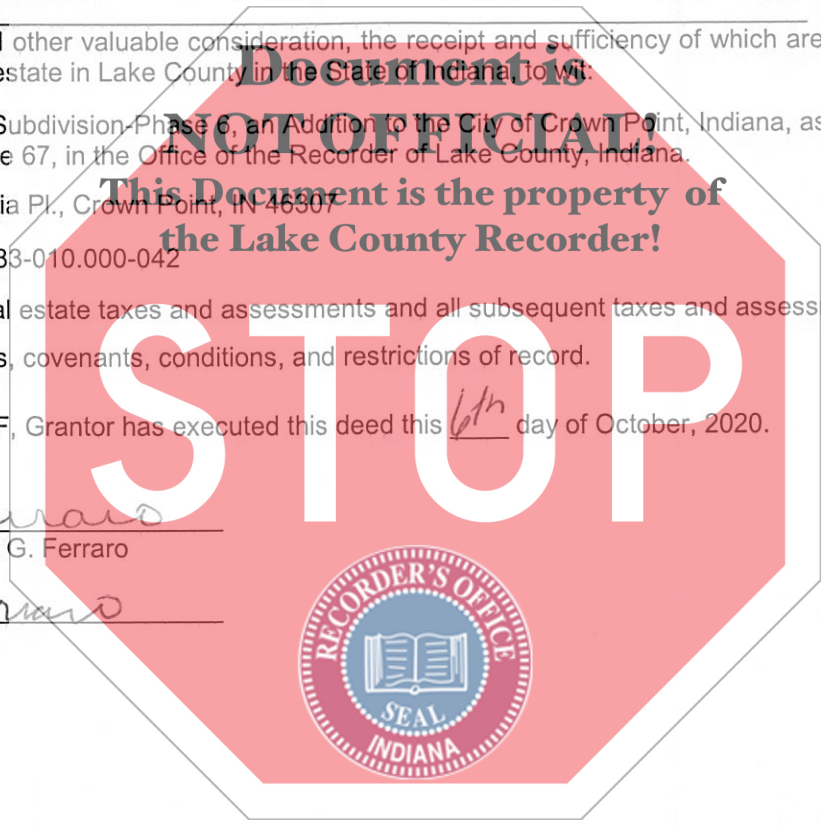 other valuable consideration, the receipt and sufficiency of which are
estate in Lake County in the State of Indiana, to wit:
Document is
Subdivision-Phase 6, an Addition to the City of Crown Point, Indiana, as
NOT OFFICIAL!
e 67, in the Office of the Recorder of Lake County, Indiana.
This Document is the property of
ia Pl., Crown Point, IN 46307
the Lake County Recorder!
33-010.000-042
al estate taxes and assessments and all subsequent taxes and assess
s, covenants, conditions, and restrictions of record.
STOP
F, Grantor has executed this deed this 6th day of October, 2020.
G. Ferraro
RECORDER'S OFFICE
SEAL
INDIANA